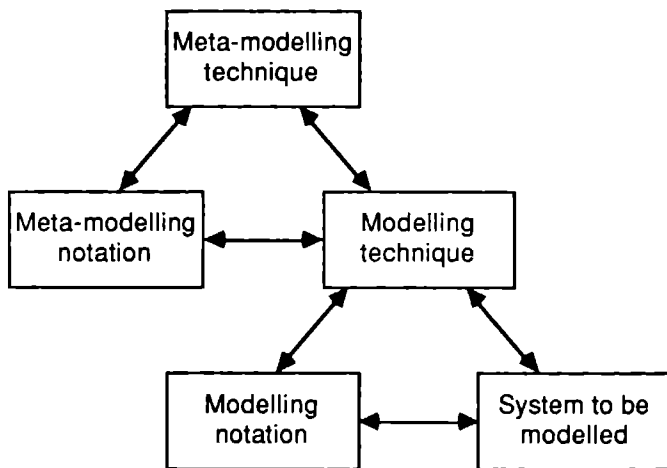 Meta-modelling
technique
Meta-modelling
notation
Modelling
technique
Modelling
notation
System to be
modelled